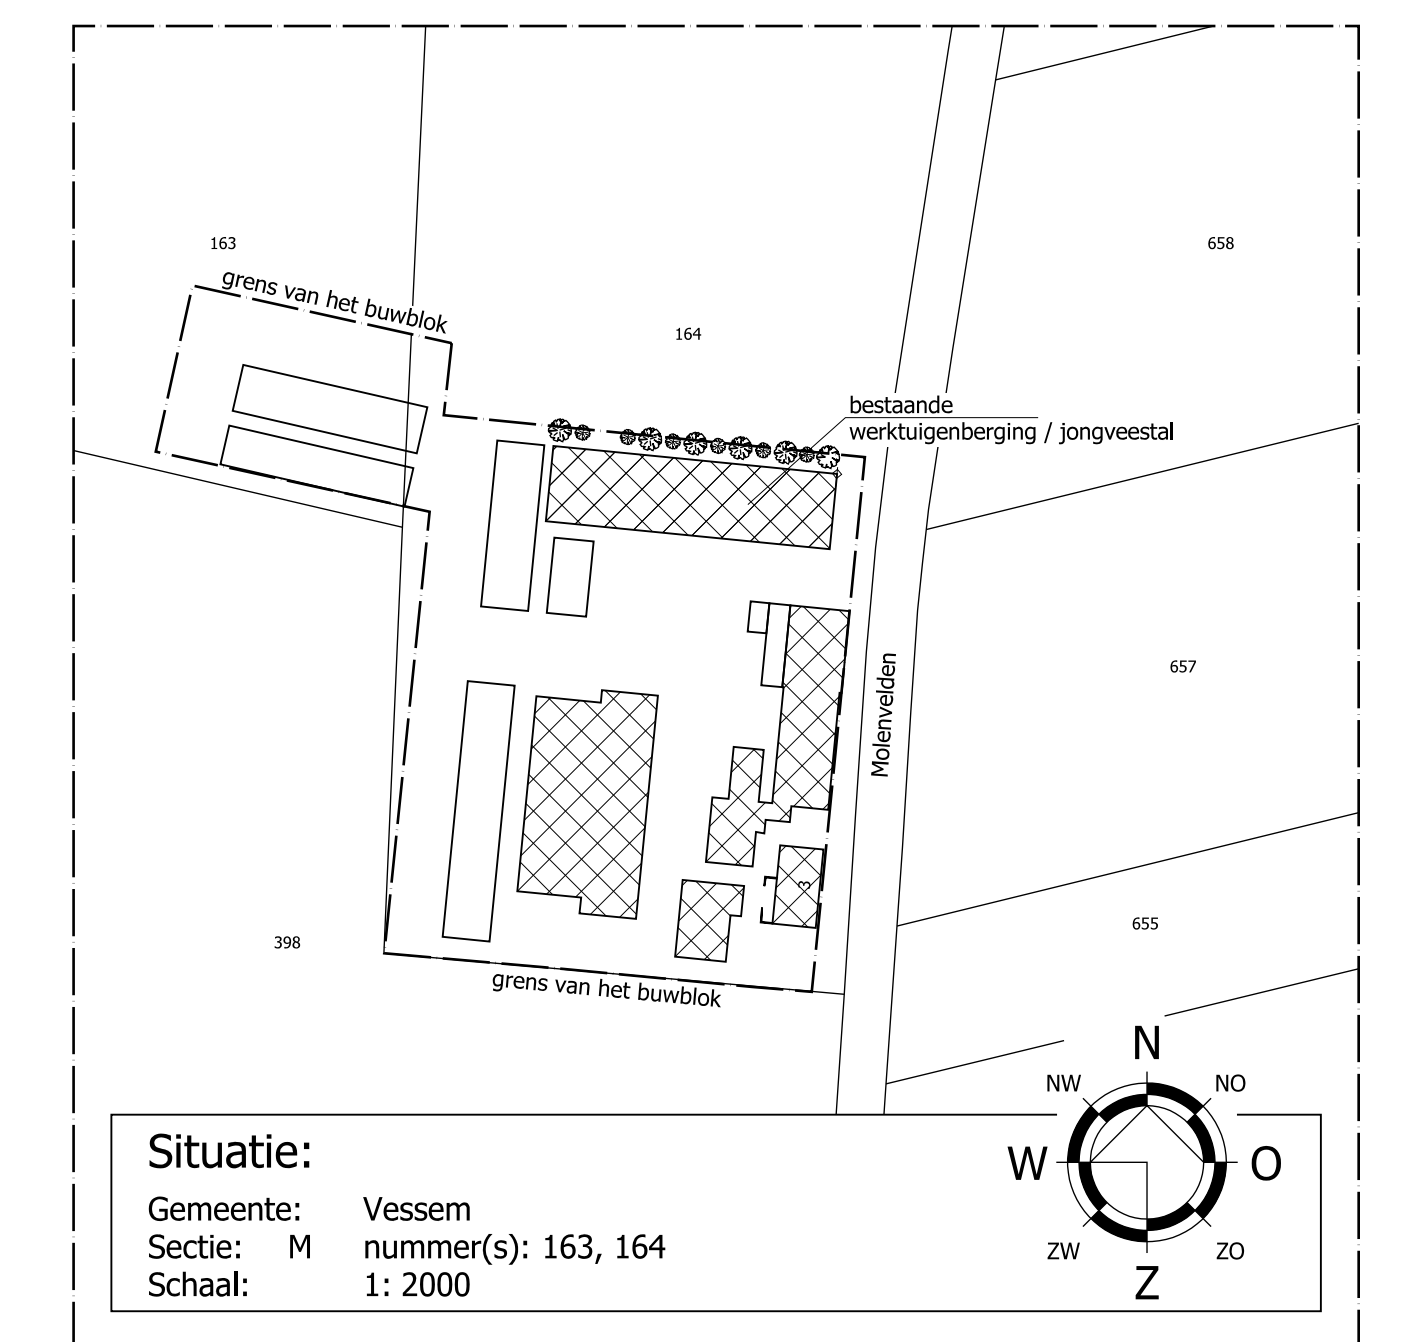 163
658
grens van het buwblok
164
bestaande
werktuigenberging / jongveestal
657
Molenvelden
3
655
398
grens van het buwblok
N
NW
NO
W
O
ZW
ZO
Z
Situatie:
Gemeente: Vessem
Sectie: M nummer(s): 163, 164
Schaal: 1: 2000